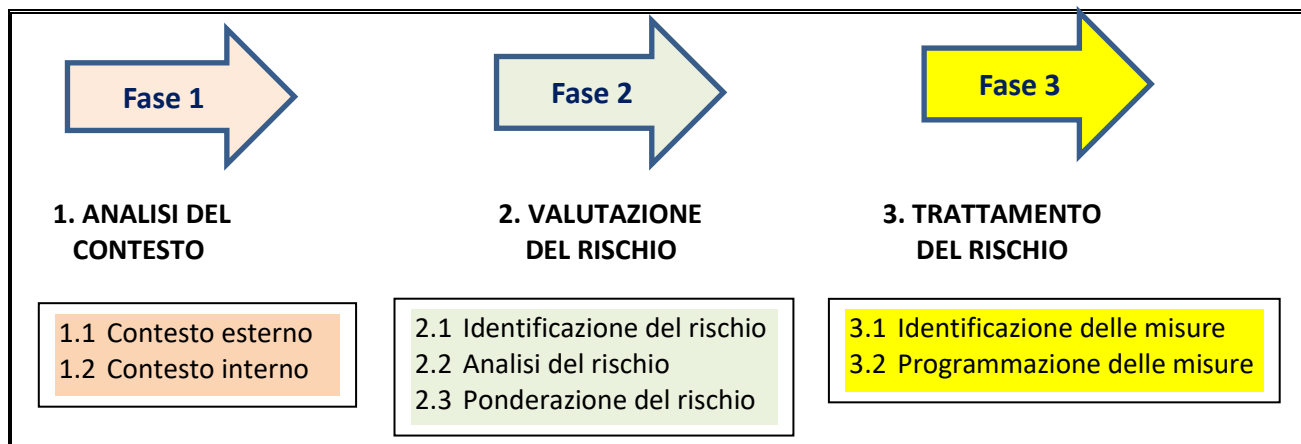 Fase 1
Fase 2
Fase 3
1. ANALISI DEL
CONTESTO
2. VALUTAZIONE
DEL RISCHIO
3. TRATTAMENTO
DEL RISCHIO
1.1 Contesto esterno
1.2 Contesto interno
2.1 Identificazione del rischio
2.2 Analisi del rischio
2.3 Ponderazione del rischio
3.1 Identificazione delle misure
3.2 Programmazione delle misure